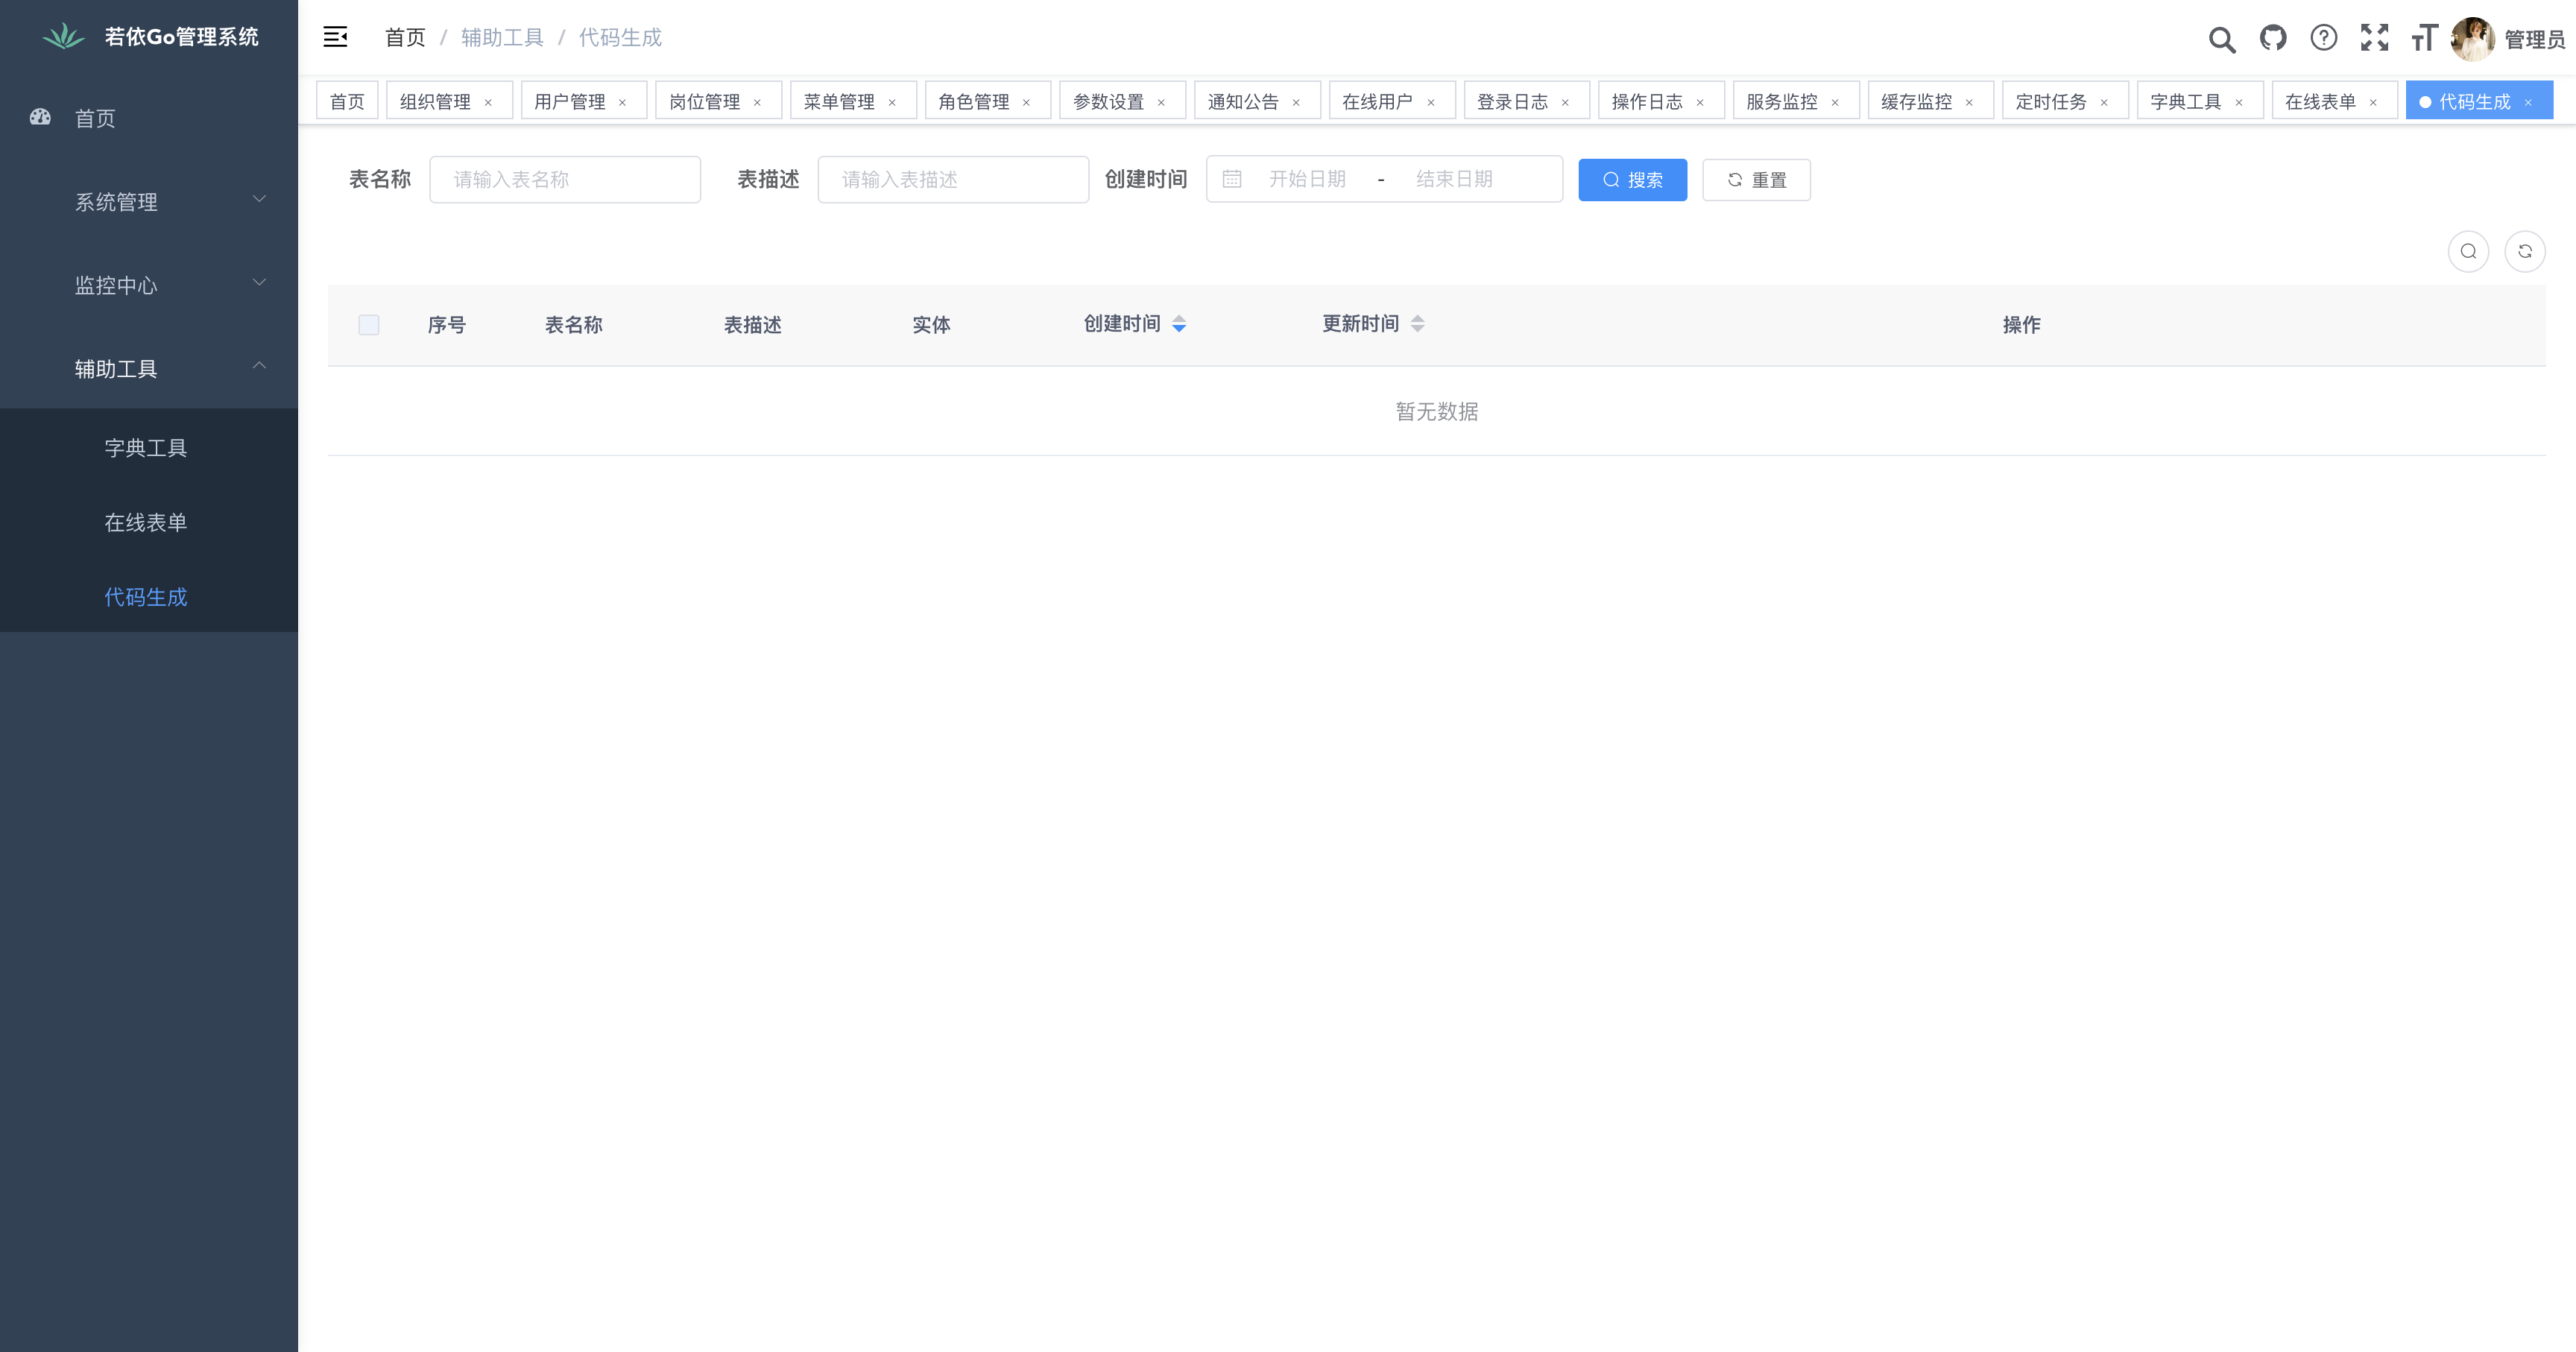 若依Go管理系统
首页
系统管理
监控中心
辅助工具
字典工具
在线表单
代码生成
首页 / 辅助工具 / 代码生成
管理员
首页 组织管理 × 用户管理 × 岗位管理 × 菜单管理 × 角色管理 × 参数设置 × 通知公告 × 在线用户 × 登录日志 × 操作日志 × 服务监控 × 缓存监控 × 定时任务 × 字典工具 × 在线表单 × 代码生成 ×
表名称 请输入表名称 表描述 请输入表描述 创建时间 开始日期 - 结束日期 搜索 重置
序号 表名称 表描述 实体 创建时间 更新时间 操作
暂无数据